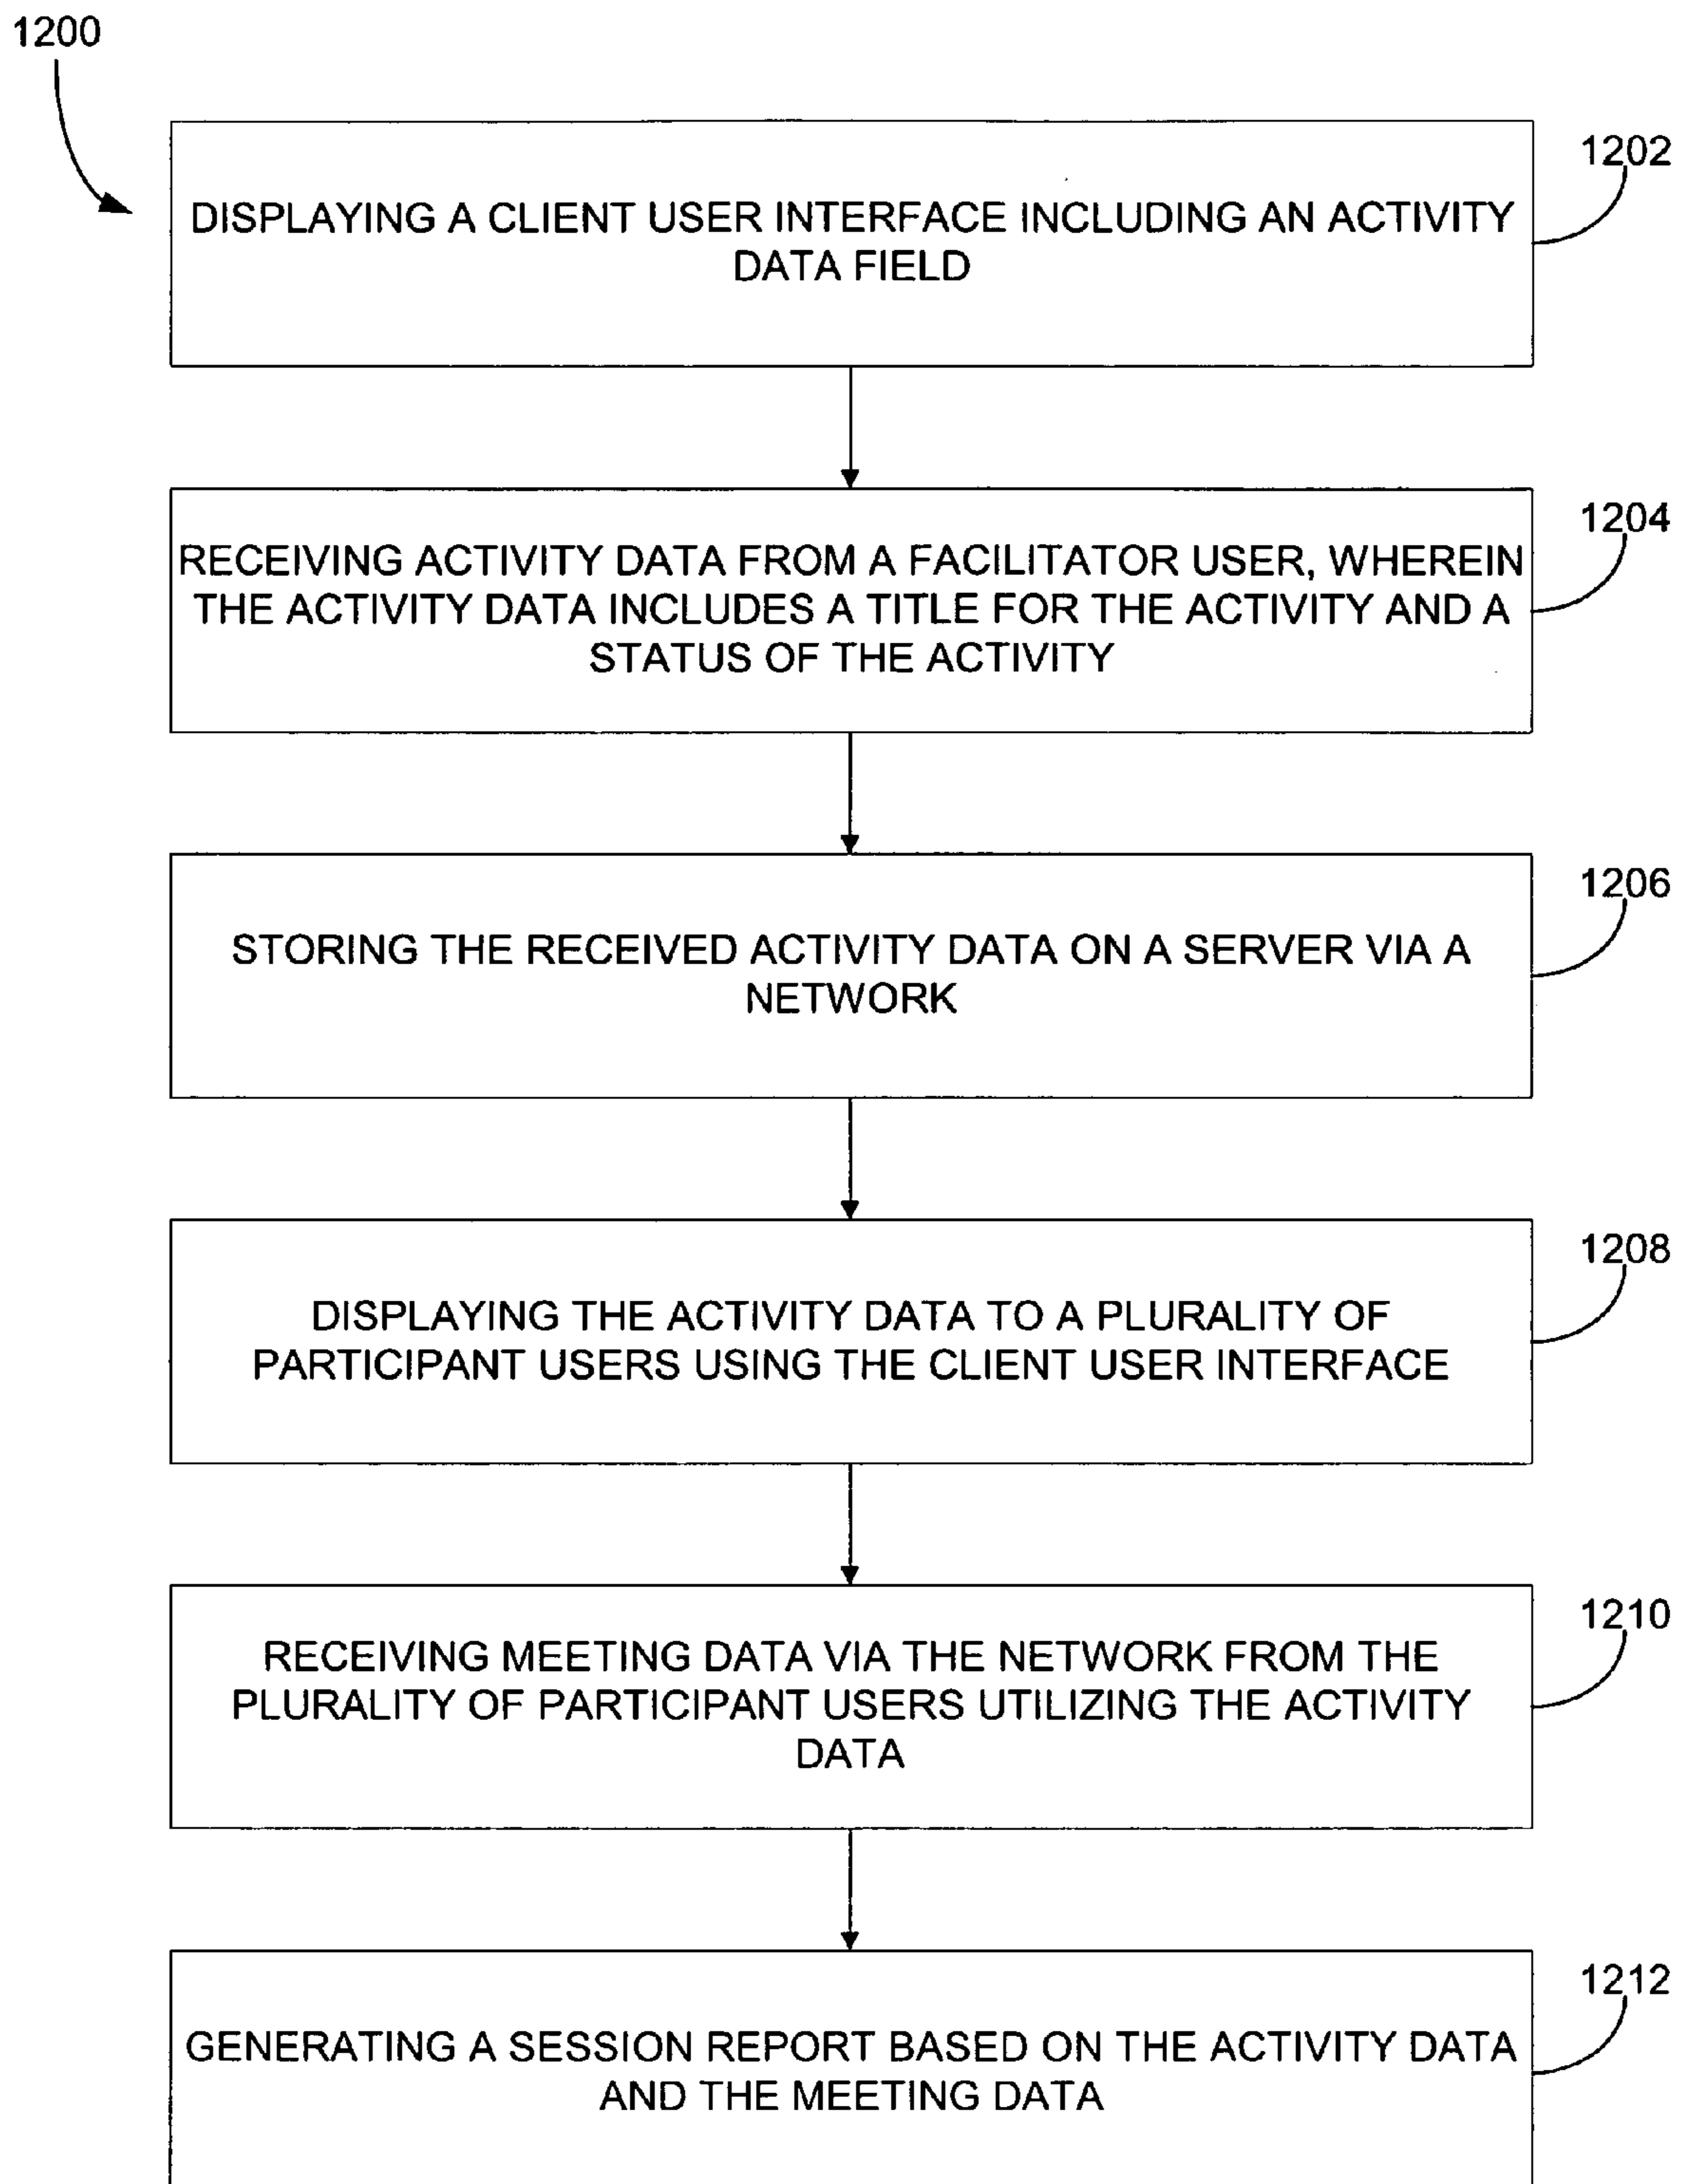 1200
1202
DISPLAYING A CLIENT USER INTERFACE INCLUDING AN ACTIVITY
DATA FIELD
1204
RECEIVING ACTIVITY DATA FROM A FACILITATOR USER, WHEREIN
THE ACTIVITY DATA INCLUDES A TITLE FOR THE ACTIVITY AND A
STATUS OF THE ACTIVITY
1206
STORING THE RECEIVED ACTIVITY DATA ON A SERVER VIA A
NETWORK
1208
DISPLAYING THE ACTIVITY DATA TO A PLURALITY OF
PARTICIPANT USERS USING THE CLIENT USER INTERFACE
1210
RECEIVING MEETING DATA VIA THE NETWORK FROM THE
PLURALITY OF PARTICIPANT USERS UTILIZING THE ACTIVITY
DATA
1212
GENERATING A SESSION REPORT BASED ON THE ACTIVITY DATA
AND THE MEETING DATA